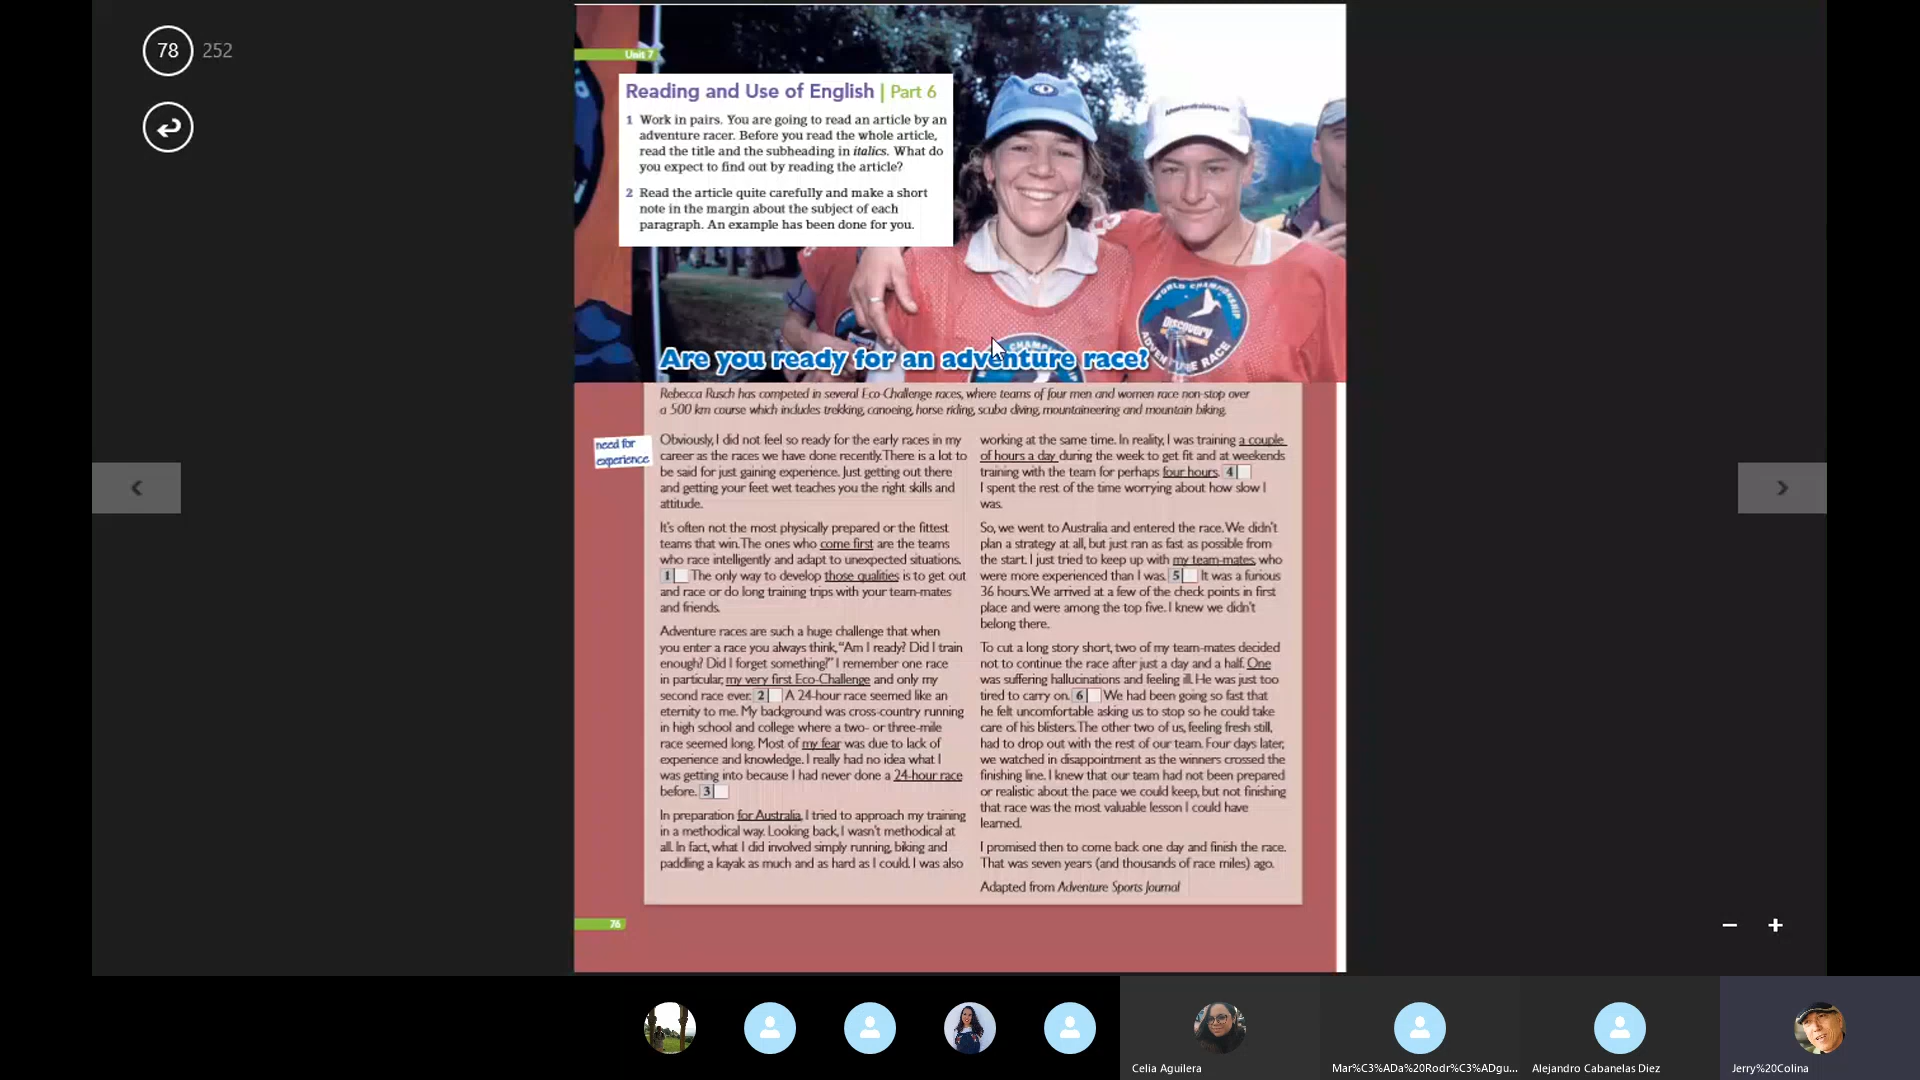 78 252
Unit 7
Reading and Use of English | Part 6
1 Work in pairs. You are going to read an article by an
adventure racer. Before you read the whole article,
read the title and the subheading in italics. What do
you expect to find out by reading the article?
2 Read the article quite carefully and make a short
note in the margin about the subject of each
paragraph. An example has been done for you.
WORLD CHAMPIONSHIP
Discovery
ADVENTURE RACE
Are you ready for an adventure race?
Rebecca Rusch has competed in several Eco-Challenge races, where teams of four men and women race non-stop over
a 500 km course which includes trekking, canoeing, horse riding, scuba diving, mountaineering and mountain biking.
need for
experience
Obviously, I did not feel so ready for the early races in my
career as the races we have done recently. There is a lot to
be said for just gaining experience. Just getting out there
and getting your feet wet teaches you the right skills and
attitude.
It's often not the most physically prepared or the fittest
teams that win. The ones who come first are the teams
who race intelligently and adapt to unexpected situations.
1 The only way to develop those qualities is to get out
and race or do long training trips with your team-mates
and friends.
Adventure races are such a huge challenge that when
you enter a race you always think, "Am I ready? Did I train
enough? Did I forget something?" I remember one race
in particular, my very first Eco-Challenge and only my
second race ever. 2 A 24-hour race seemed like an
eternity to me. My background was cross-country running
in high school and college where a two- or three-mile
race seemed long. Most of my fear was due to lack of
experience and knowledge. I really had no idea what I
was getting into because I had never done a 24-hour race
before. 3
In preparation for Australia, I tried to approach my training
in a methodical way. Looking back, I wasn't methodical at
all. In fact, what I did involved simply running, biking and
paddling a kayak as much and as hard as I could. I was also
working at the same time. In reality, I was training a couple
of hours a day during the week to get fit and at weekends
training with the team for perhaps four hours. 4
I spent the rest of the time worrying about how slow I
was.
So, we went to Australia and entered the race. We didn't
plan a strategy at all, but just ran as fast as possible from
the start. I just tried to keep up with my team-mates, who
were more experienced than I was. 5 It was a furious
36 hours. We arrived at a few of the check points in first
place and were among the top five. I knew we didn't
belong there.
To cut a long story short, two of my team-mates decided
not to continue the race after just a day and a half. One
was suffering hallucinations and feeling ill. He was just too
tired to carry on. 6 We had been going so fast that
he felt uncomfortable asking us to stop so he could take
care of his blisters. The other two of us, feeling fresh still,
had to drop out with the rest of our team. Four days later,
we watched in disappointment as the winners crossed the
finishing line. I knew that our team had not been prepared
or realistic about the pace we could keep, but not finishing
that race was the most valuable lesson I could have
learned.
I promised then to come back one day and finish the race.
That was seven years (and thousands of race miles) ago.
Adapted from Adventure Sports Journal
76
Celia Aguilera
Mar%C3%ADa%20Rodr%C3%ADgu...
Alejandro Cabanelas Diez
Jerry%20Colina